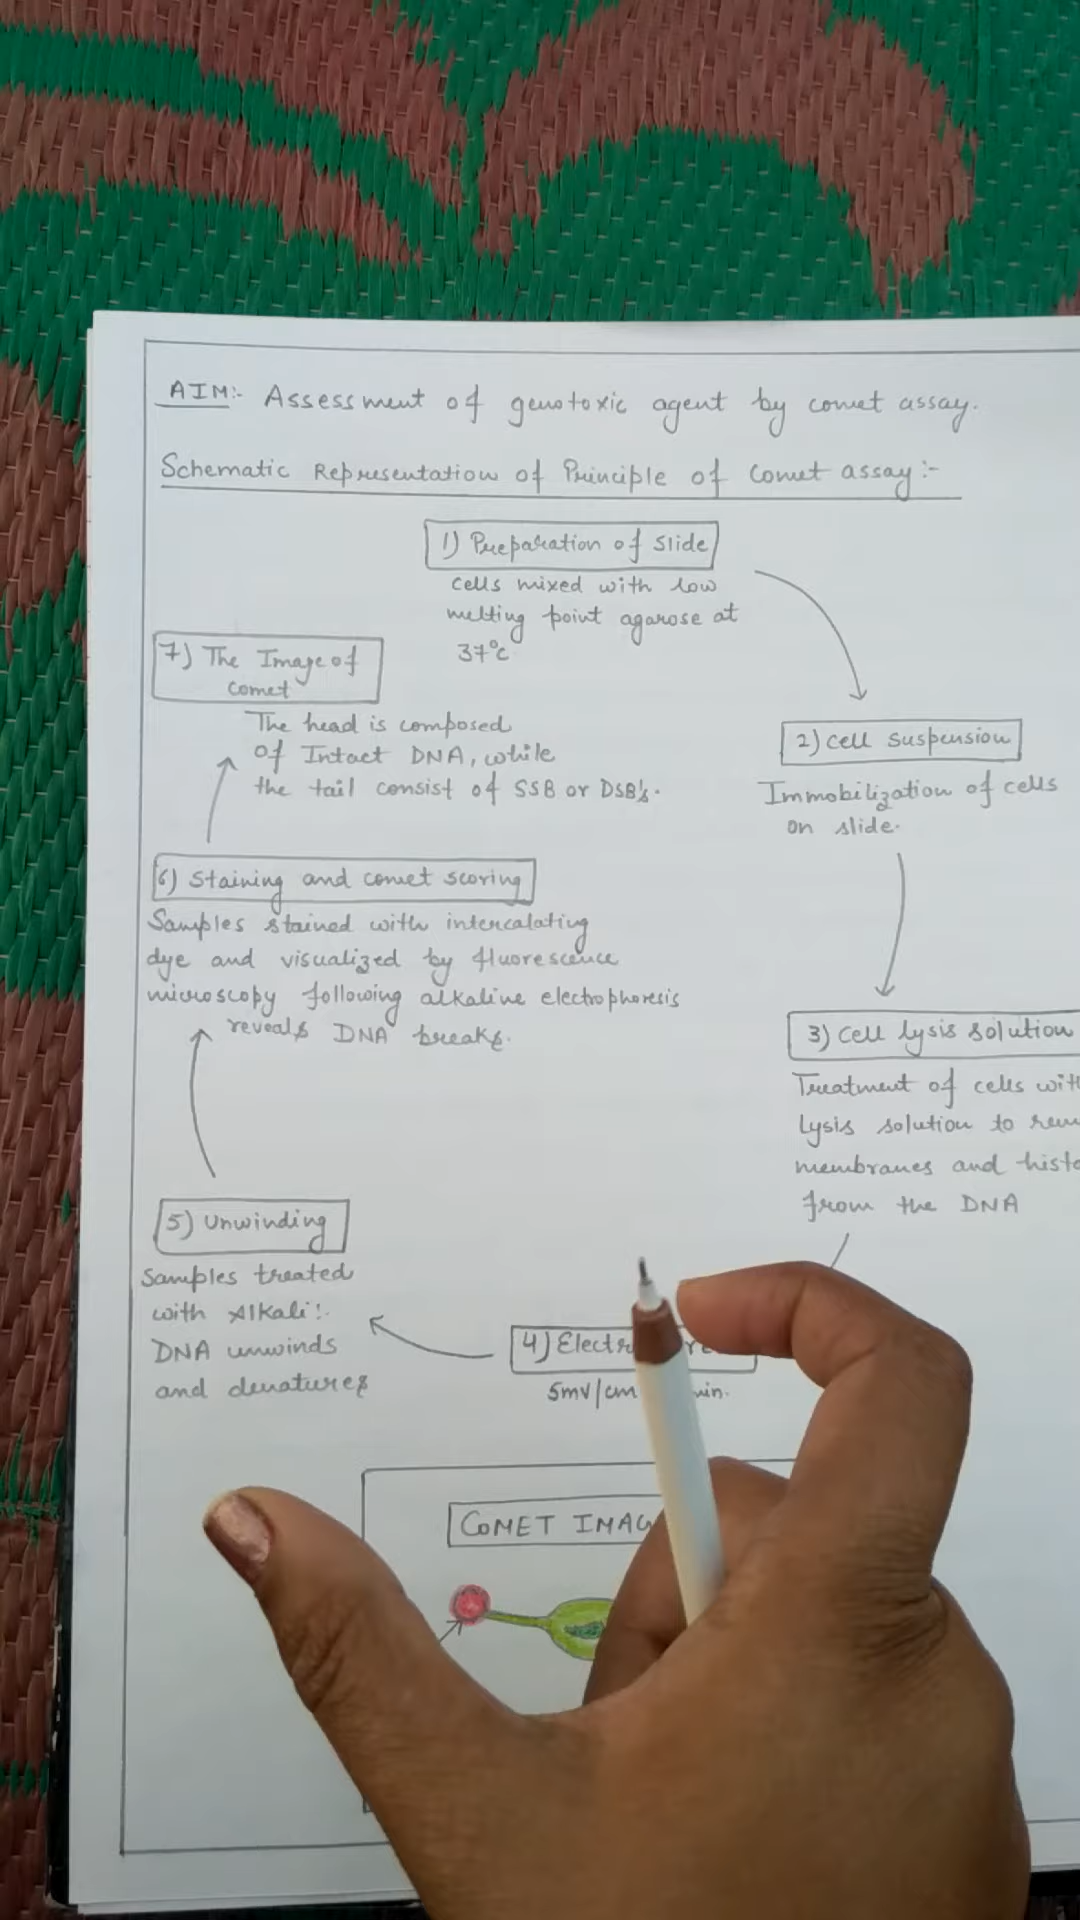 AIM:- Assessment of genotoxic agent by comet assay.
Schematic Representation of Principle of Comet assay:-
1) Preparation of slide
cells mixed with low
melting point agarose at
37°C
2) Cell suspension
Immobilization of cells
on slide.
3) Cell lysis solution
Treatment of cells
Lysis solution to
membranes and
from the DNA
4)
5mV/cm
5) Unwinding
Samples treated
with Alkali:
DNA unwinds
and denatures
6) Staining and comet scoring
Samples stained with intercalating
dye and visualized by fluorescence
microscopy following alkaline electrophoresis
reveals DNA breaks.
7) The Image of
comet
The head is composed
of Intact DNA, while
the tail consist of SSB or DSB's.
COMET